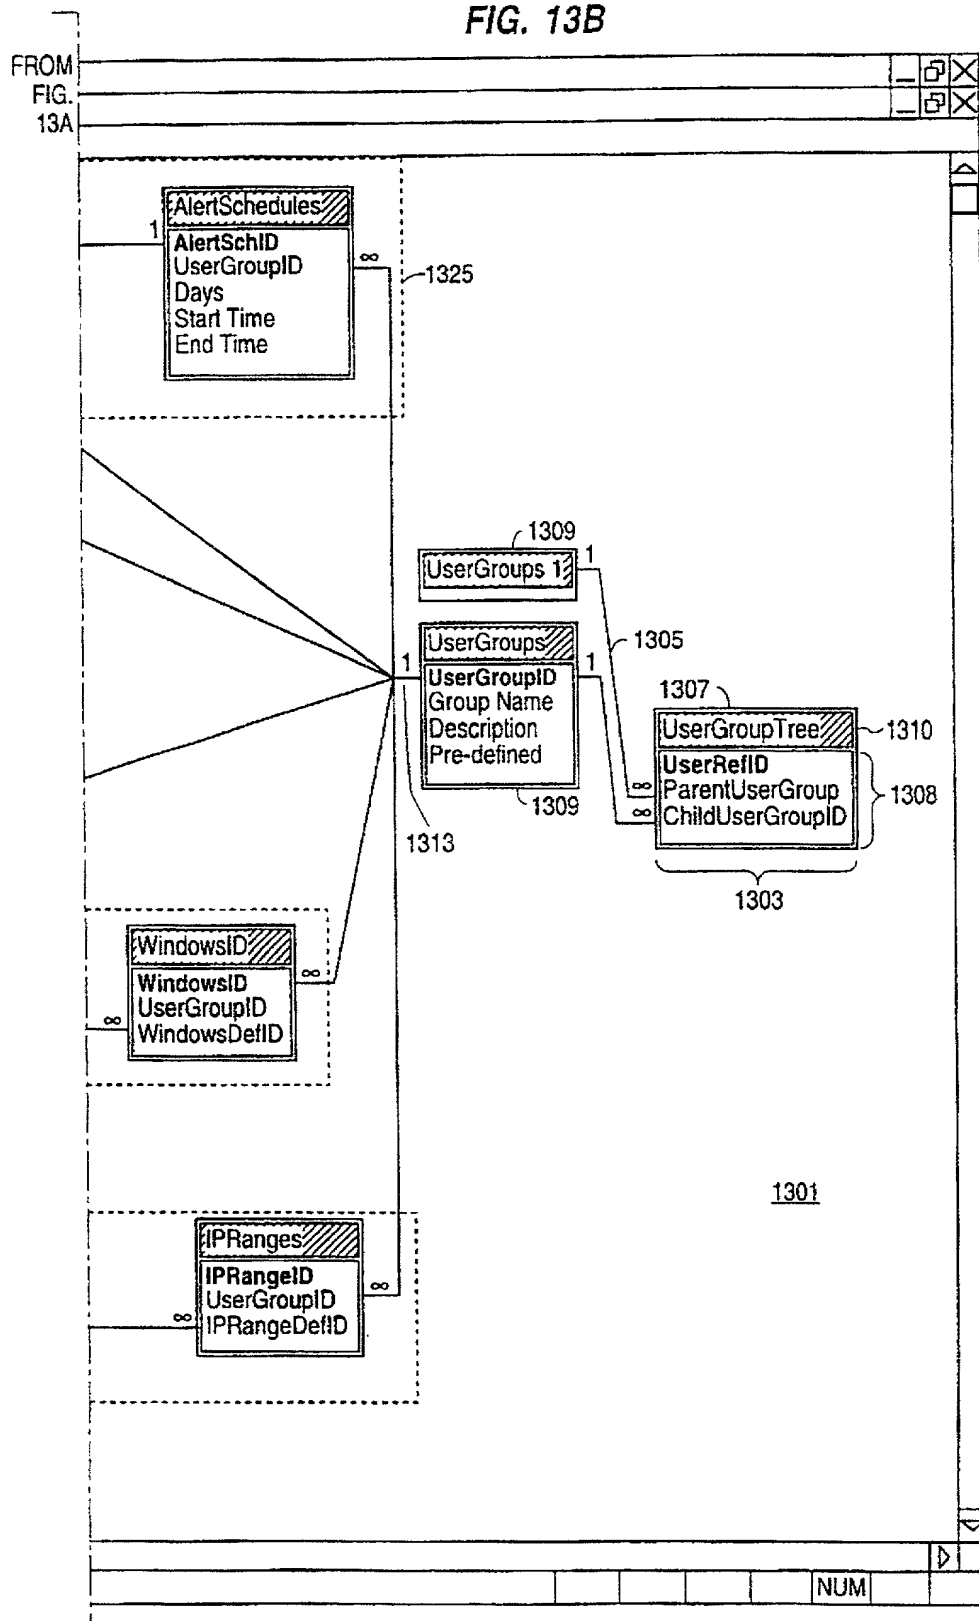 FIG. 13B
FROM
FIG.
13A
AlertSchedules
1
AlertSchID
∞
UserGroupID
Days
Start Time
End Time
1325
1309
UserGroups 1
1
1305
UserGroups
1
1
UserGroupID
Group Name
Description
Pre-defined
1309
1313
1307
UserGroupTree
1310
UserRefID
∞
ParentUserGroup
∞
ChildUserGroupID
1308
1303
WindowsID
WindowsID
∞
UserGroupID
∞
WindowsDefID
1301
IPRanges
IPRangeID
∞
UserGroupID
∞
IPRangeDefID
NUM